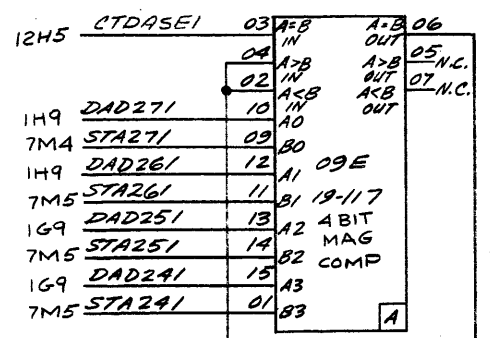 12H5 CTDASE1 03 A=B IN A=B OUT 06
04 A>B IN A>B OUT 05 N.C.
02 A<B IN A<B OUT 07 N.C.
1H9 DAD271 10 A0
7M4 STA271 09 B0
1H9 DAD261 12 A1 09E
7M5 STA261 11 B1 19-117
1G9 DAD251 13 A2 4 BIT
7M5 STA251 14 B2 MAG COMP
1G9 DAD241 15 A3
7M5 STA241 01 B3 A